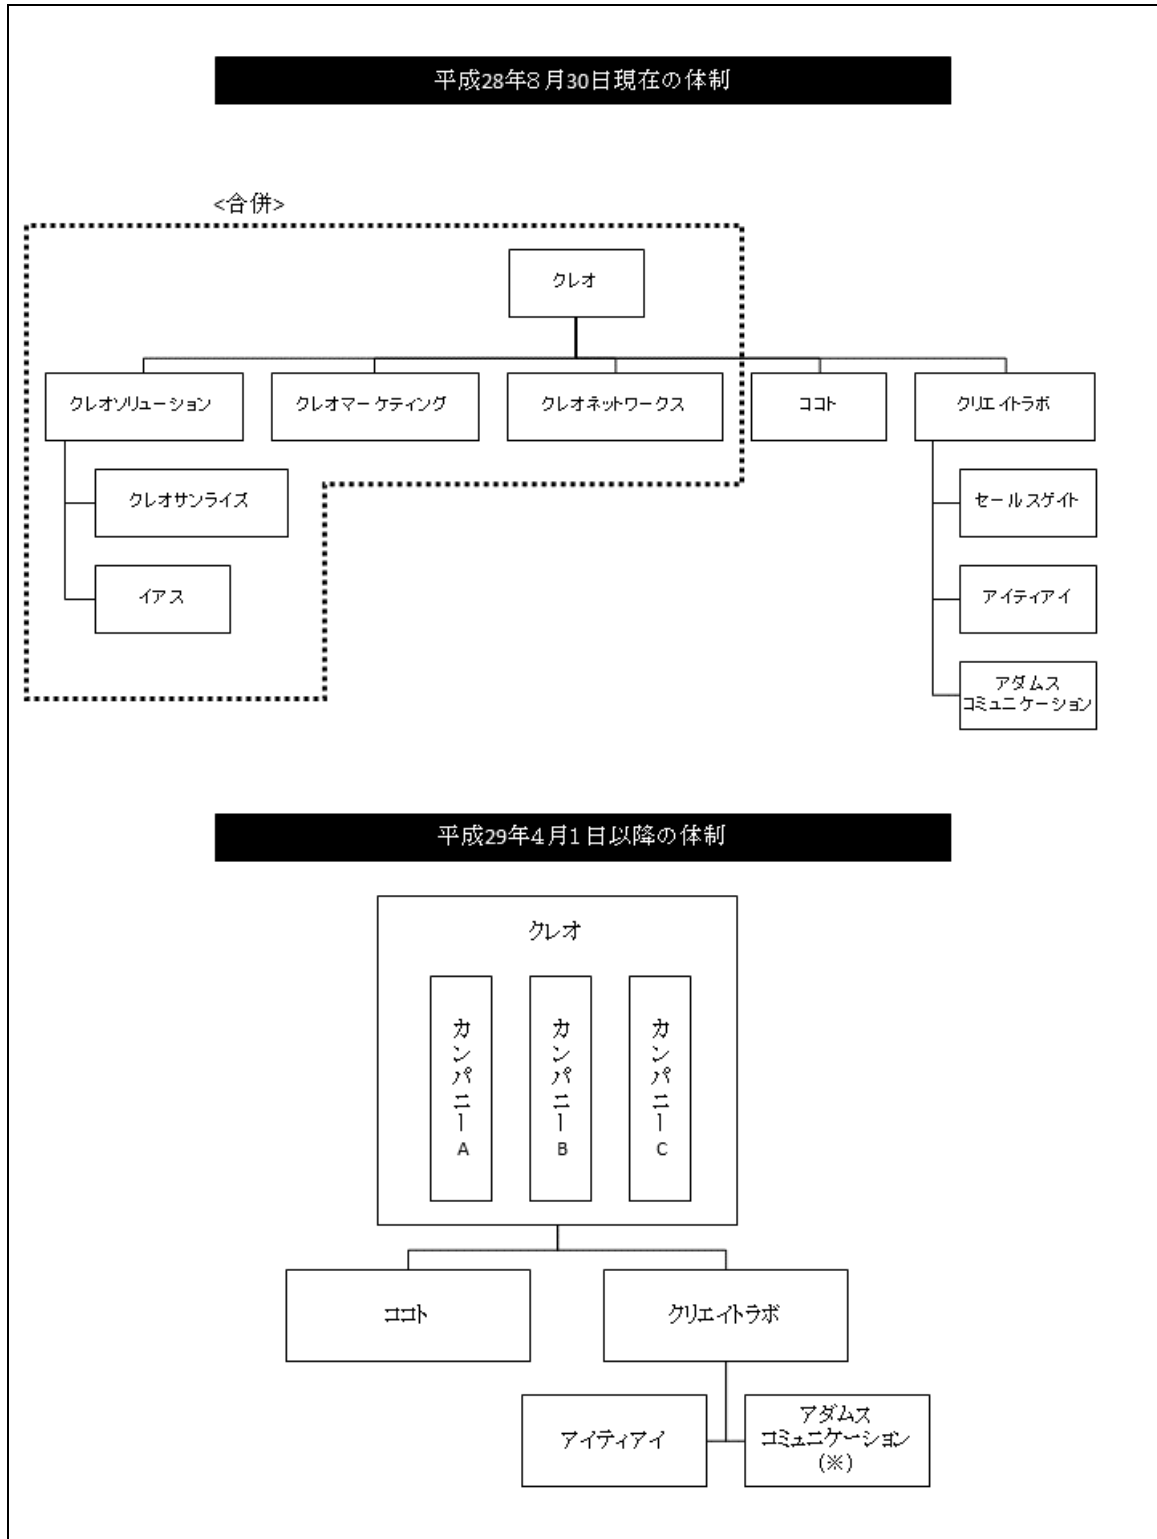 平成28年８月30日現在の体制
<合併>
クレオ
クレオソリューション
クレオマーケティング
クレオネットワークス
ココト
クリエイトラボ
クレオサンライズ
セールスゲイト
イアス
アイティアイ
アダムス
コミュニケーション
平成29年４月１日以降の体制
クレオ
カンパニーA
カンパニーB
カンパニーC
ココト
クリエイトラボ
アイティアイ
アダムス
コミュニケーション
(※)